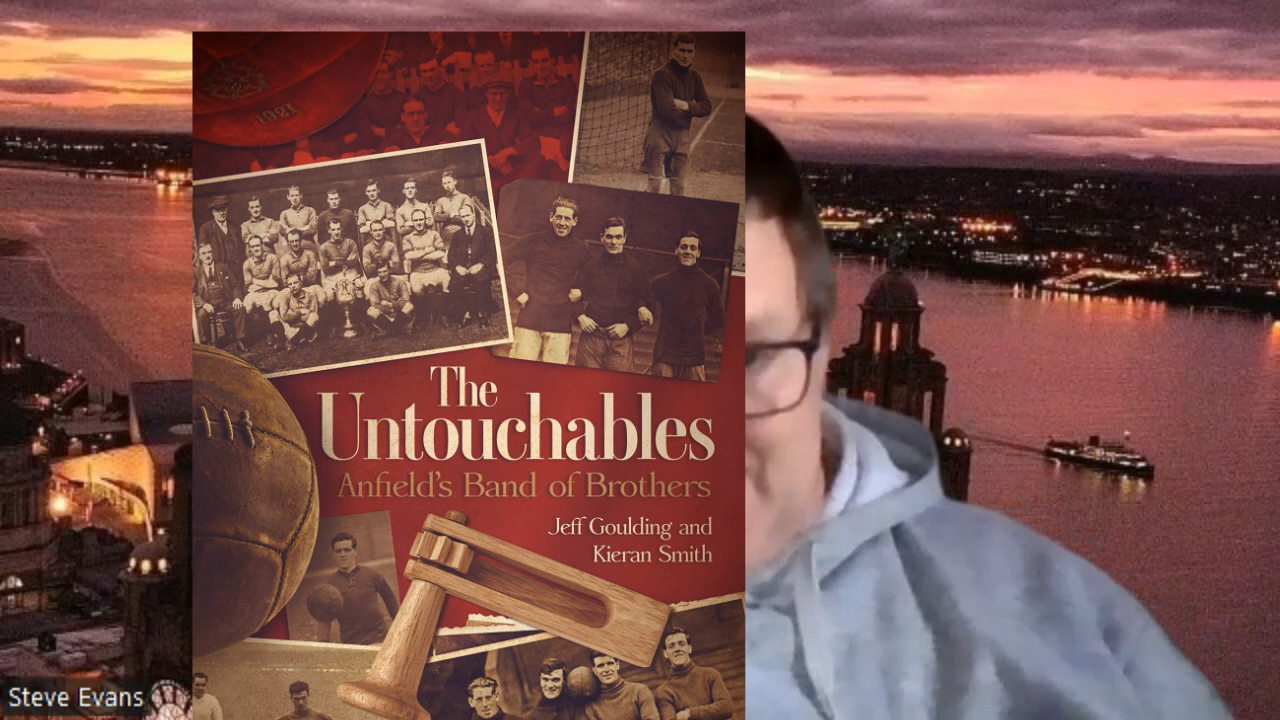 1921
The
Untouchables
Anfield's Band of Brothers
Jeff Goulding and
Kieran Smith
Steve Evans